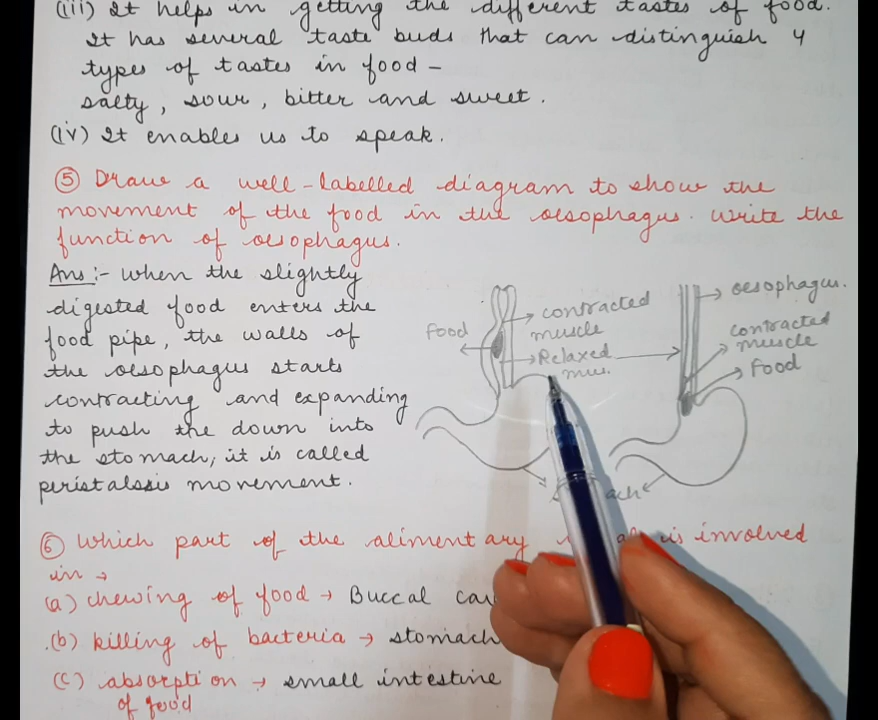 (iii) It helps in getting the different tastes of food.
It has several taste buds that can distinguish 4
types of tastes in food -
salty, sour, bitter and sweet.
(iv) It enables us to speak.
⑤ Draw a well-labelled diagram to show the
movement of the food in the oesophagus. Write the
function of oesophagus.
Ans:- when the slightly
digested food enters the
food pipe, the walls of
the oesophagus starts
contracting and expanding
to push the down into
the stomach, it is called
peristalsis movement.
Food
contracted
muscle
Relaxed
mus.
oesophagus.
contracted
muscle
Food
⑥ Which part of the alimentary is involved
in →
(a) chewing of food → Buccal
(b) killing of bacteria → stomach
(c) absorption → small intestine
of food